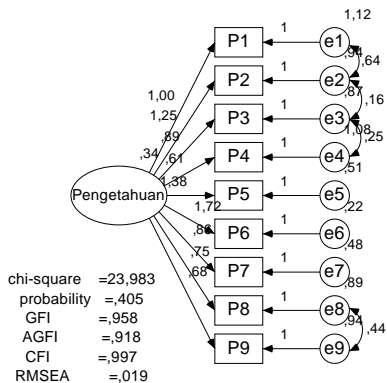 1,12
P1 1 e1
,94
,64
P2 1 e2
1,00
,87
,16
1,25
P3 1 e3
,89
1,08
,25
,34
,61
P4 1 e4
,51
1,38
Pengetahuan
P5 1 e5
1,72
,22
P6 1 e6
,86
,48
,75
P7 1 e7
,68
,89
P8 1 e8
,94
,44
P9 1 e9
chi-square =23,983
probability =,405
GFI =,958
AGFI =,918
CFI =,997
RMSEA =,019